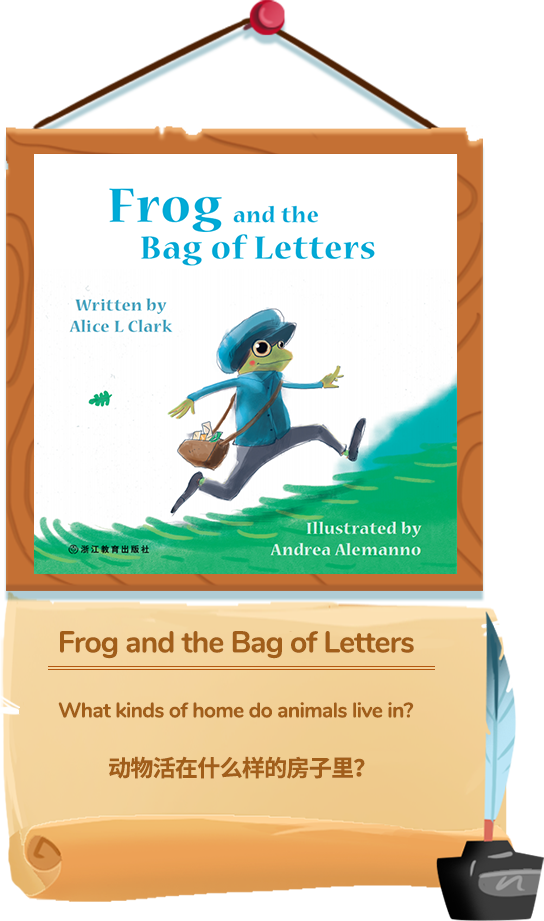 Frog and the
Bag of Letters
Written by
Alice L Clark
Illustrated by
Andrea Alemanno
浙江教育出版社
Frog and the Bag of Letters
What kinds of home do animals live in?
动物活在什么样的房子里?